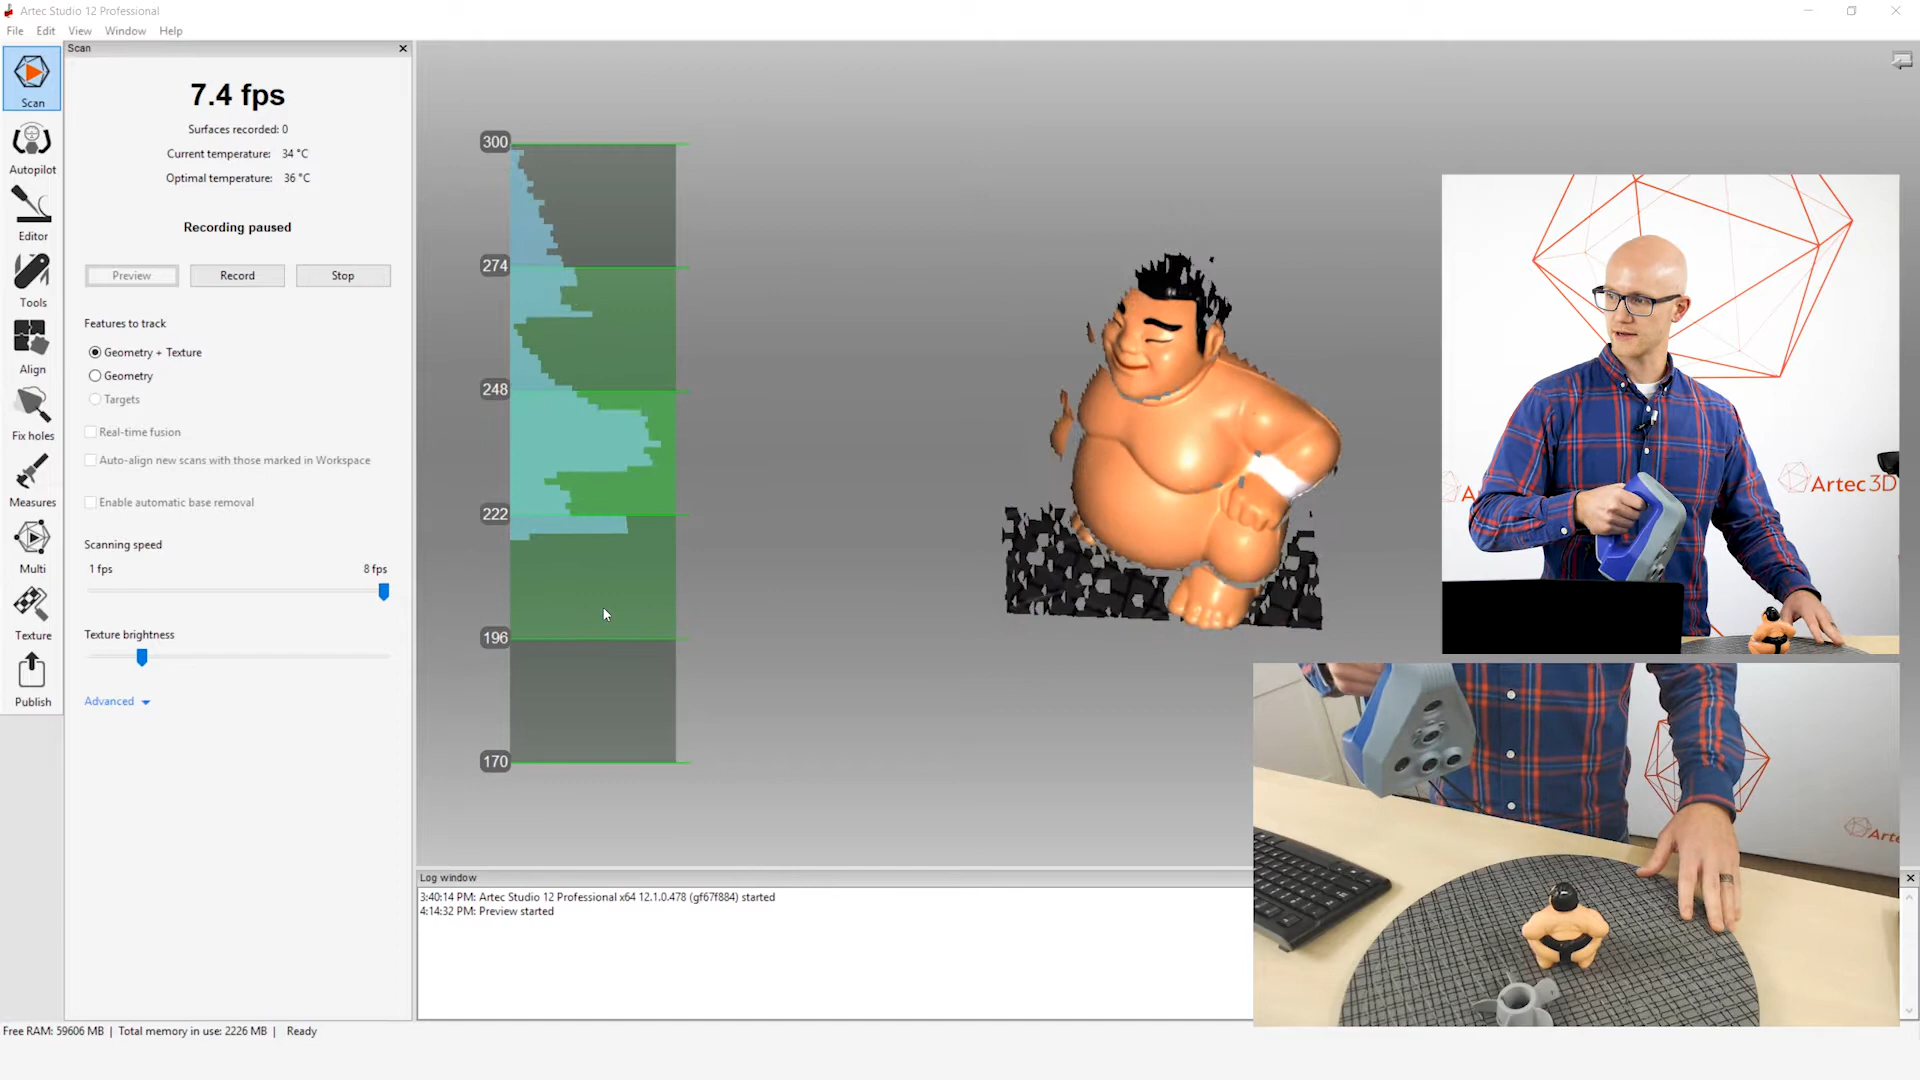 Artec Studio 12 Professional
File Edit View Window Help
Scan
Scan
Autopilot
Editor
Tools
Align
Fix holes
Measures
Multi
Texture
Publish
7.4 fps
Surfaces recorded: 0
Current temperature: 34 °C
Optimal temperature: 36 °C
Recording paused
Preview Record Stop
Features to track
Geometry + Texture
Geometry
Targets
Real-time fusion
Auto-align new scans with those marked in Workspace
Enable automatic base removal
Scanning speed
1 fps 8 fps
Texture brightness
Advanced
300
274
248
222
196
170
Artec 3D
A
Arte
Log window
3:40:14 PM: Artec Studio 12 Professional x64 12.1.0.478 (gf67f884) started
4:14:32 PM: Preview started
Free RAM: 59606 MB | Total memory in use: 2226 MB | Ready